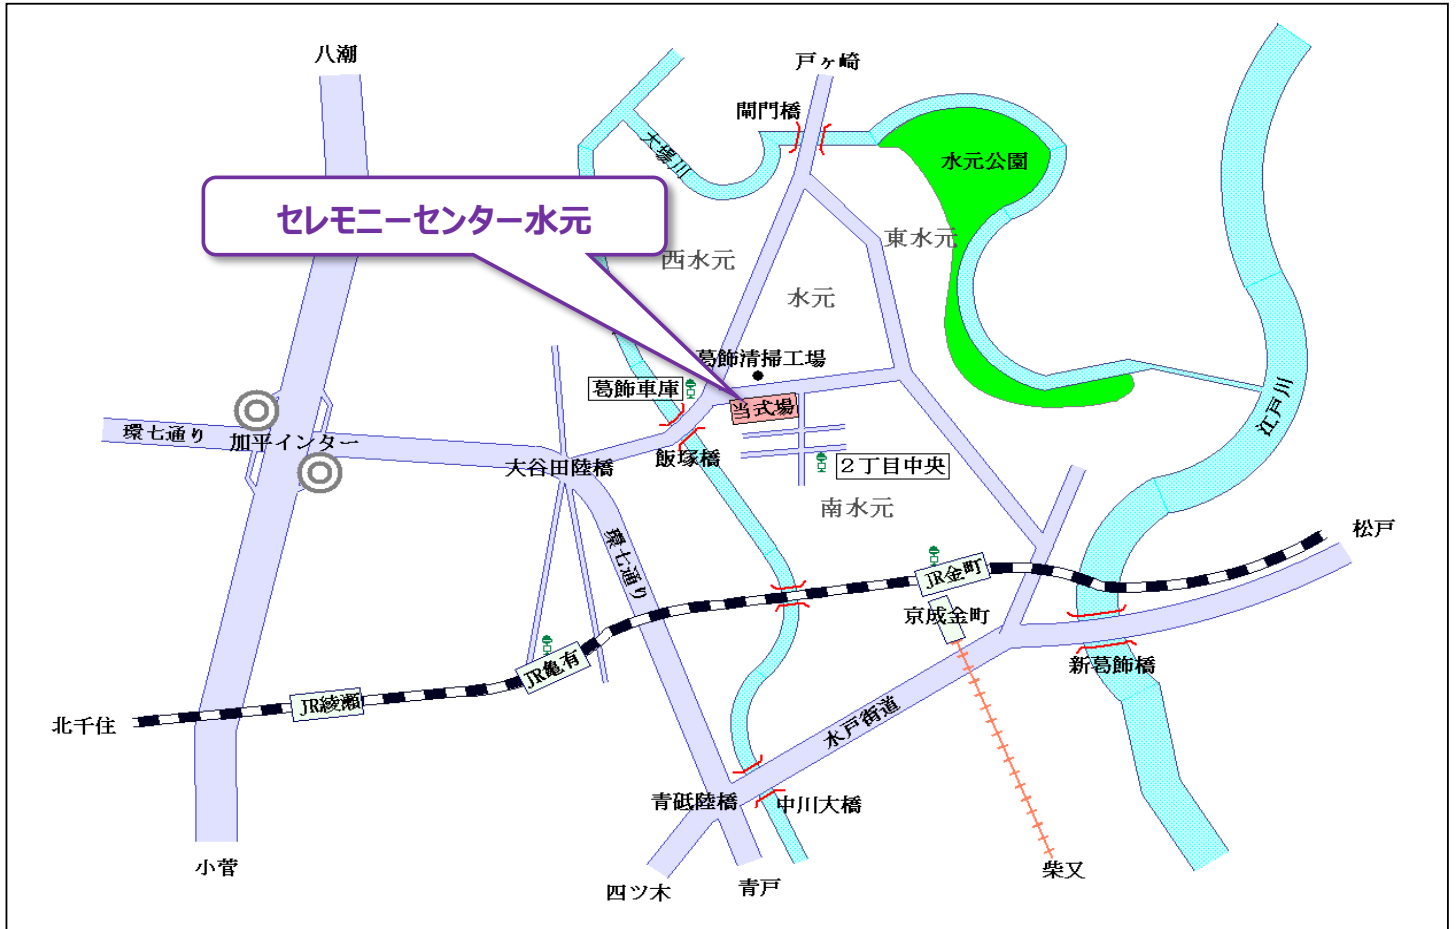 八潮
戸ヶ崎
閘門橋
大場川
水元公園
セレモニーセンター水元
東水元
西水元
水元
葛飾清掃工場
葛飾車庫
当式場
江戸川
環七通り
加平インター
大谷田陸橋
飯塚橋
2丁目中央
南水元
松戸
環七通り
JR金町
京成金町
新葛飾橋
JR亀有
JR綾瀬
北千住
水戸街道
青砥陸橋
中川大橋
小菅
四ツ木
青戸
柴又